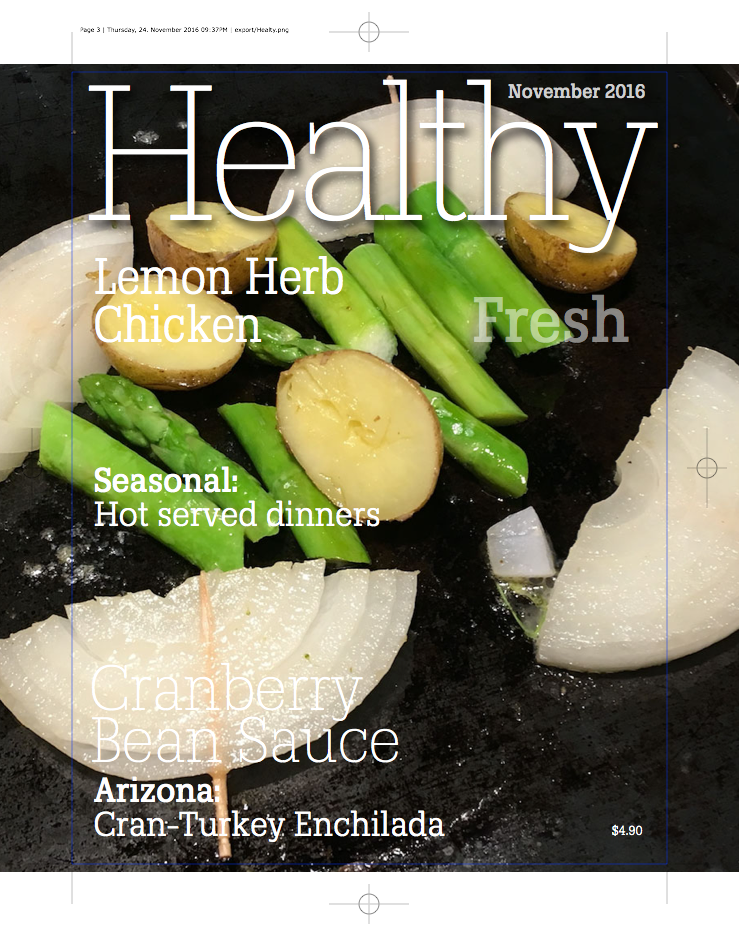 Page 3 | Thursday, 24. November 2016 09:37PM | export/Healty.png
November 2016
Healthy
Lemon Herb
Chicken
Fresh
Seasonal:
Hot served dinners
Cranberry
Bean Sauce
Arizona:
Cran-Turkey Enchilada
$4.90